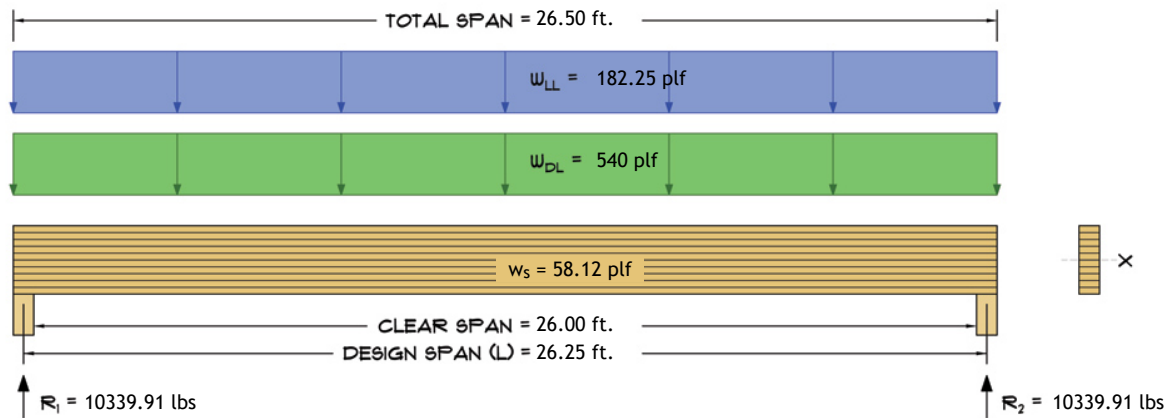 TOTAL SPAN = 26.50 ft.
WLL = 182.25 plf
WDL = 540 plf
ws = 58.12 plf
X
CLEAR SPAN = 26.00 ft.
DESIGN SPAN (L) = 26.25 ft.
R1 = 10339.91 lbs
R2 = 10339.91 lbs